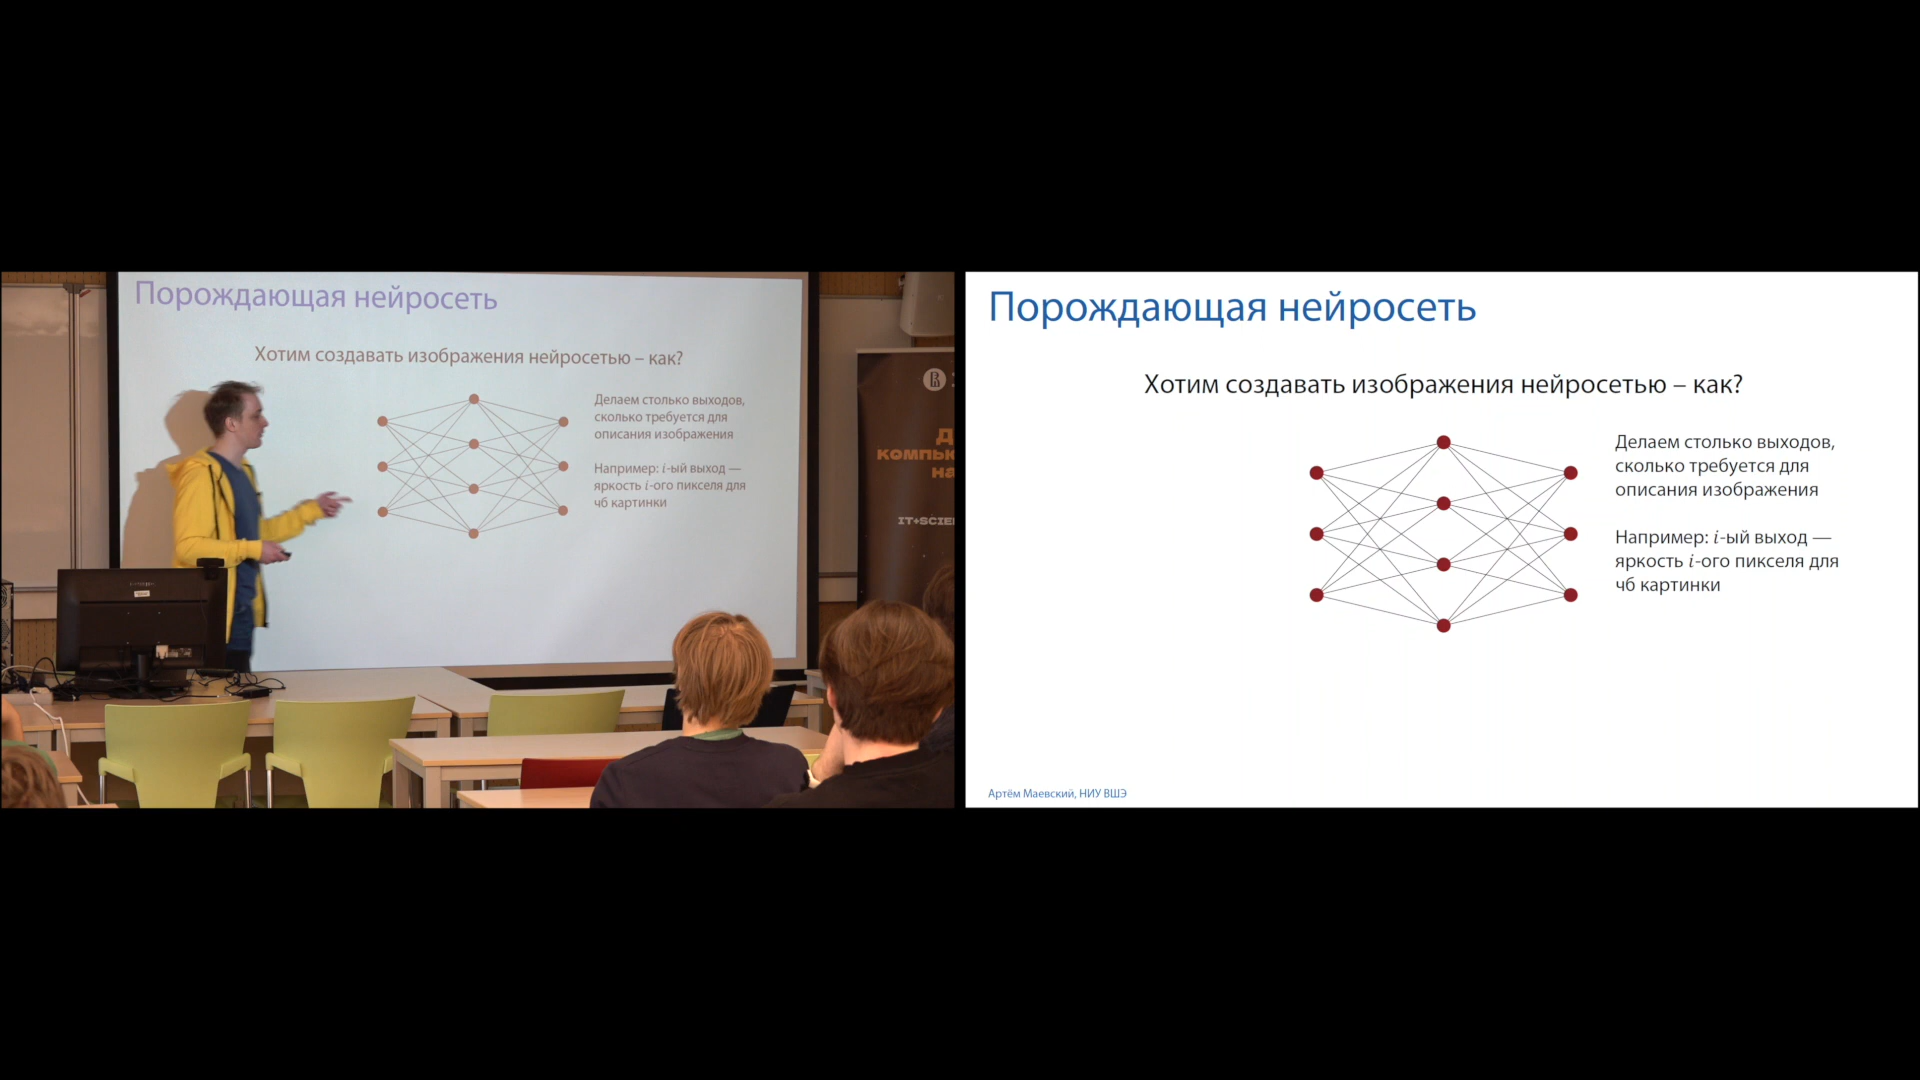 Порождающая нейросеть
Хотим создавать изображения нейросетью – как?
Делаем столько выходов,
сколько требуется для
описания изображения
Например: i-ый выход —
яркость i-ого пикселя для
чб картинки
IT+SCIE
Порождающая нейросеть
Хотим создавать изображения нейросетью – как?
Делаем столько выходов,
сколько требуется для
описания изображения
Например: i-ый выход —
яркость i-ого пикселя для
чб картинки
Артём Маевский, НИУ ВШЭ